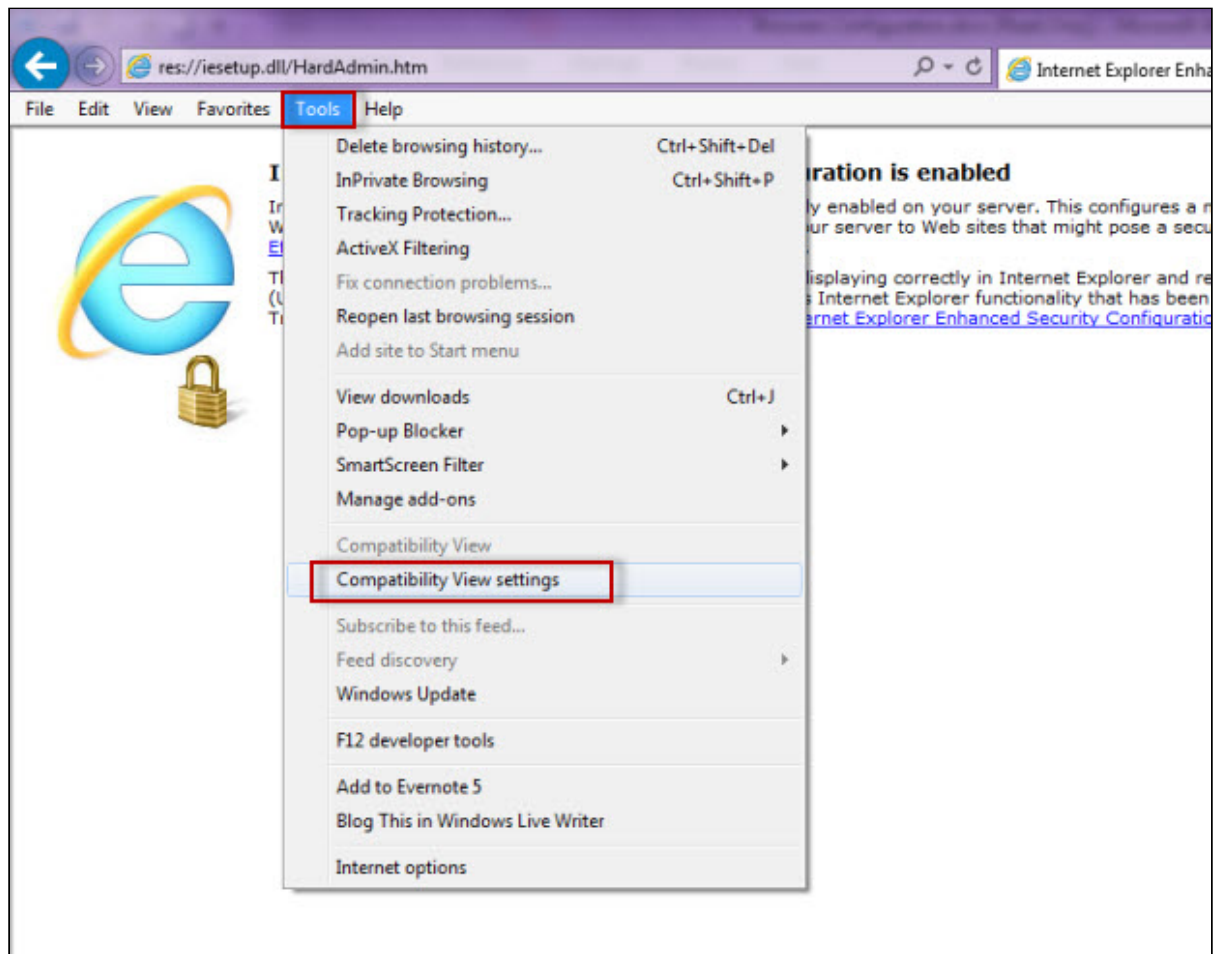 res://iesetup.dll/HardAdmin.htm
Internet Explorer Enha
File Edit View Favorites Tools Help
Delete browsing history... Ctrl+Shift+Del
InPrivate Browsing Ctrl+Shift+P
Tracking Protection...
ActiveX Filtering
Fix connection problems...
Reopen last browsing session
Add site to Start menu
View downloads Ctrl+J
Pop-up Blocker
SmartScreen Filter
Manage add-ons
Compatibility View
Compatibility View settings
Subscribe to this feed...
Feed discovery
Windows Update
F12 developer tools
Add to Evernote 5
Blog This in Windows Live Writer
Internet options
I
ration is enabled
ly enabled on your server. This configures a
ur server to Web sites that might pose a secu
isplaying correctly in Internet Explorer and re
Internet Explorer functionality that has been
ernet Explorer Enhanced Security Configuratio